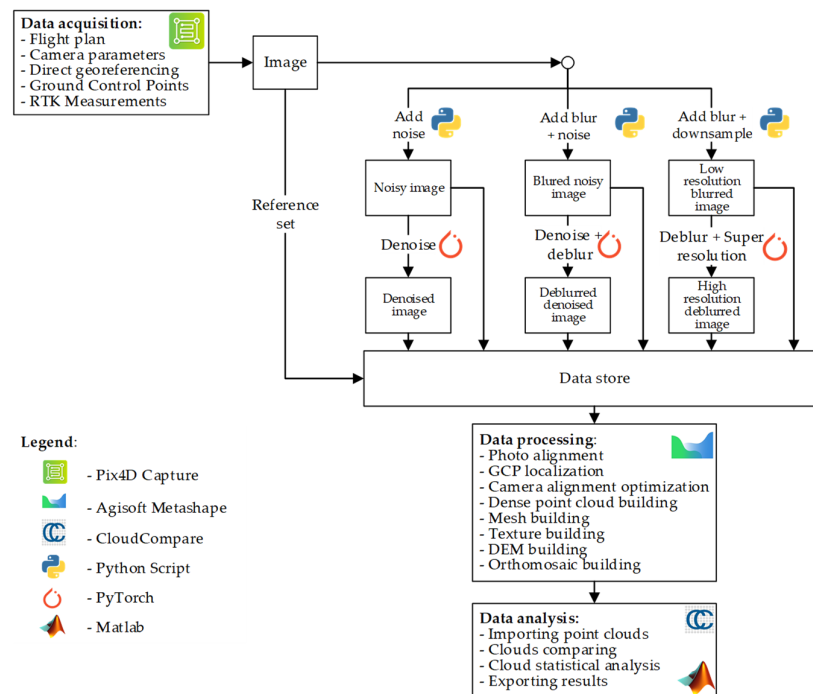 Data acquisition:
- Flight plan
- Camera parameters
- Direct georeferencing
- Ground Control Points
- RTK Measurements
Image
Reference
set
Add
noise
Noisy image
Denoise
Denoised
image
Add blur
+ noise
Blured noisy
image
Denoise +
deblur
Deblurred
denoised
image
Add blur +
downsample
Low
resolution
blurred
image
Deblur + Super
resolution
High
resolution
deblurred
image
Data store
Data processing:
- Photo alignment
- GCP localization
- Camera alignment optimization
- Dense point cloud building
- Mesh building
- Texture building
- DEM building
- Orthomosaic building
Data analysis:
- Importing point clouds
- Clouds comparing
- Cloud statistical analysis
- Exporting results
CC
Legend:
- Pix4D Capture
- Agisoft Metashape
CC
- CloudCompare
- Python Script
- PyTorch
- Matlab